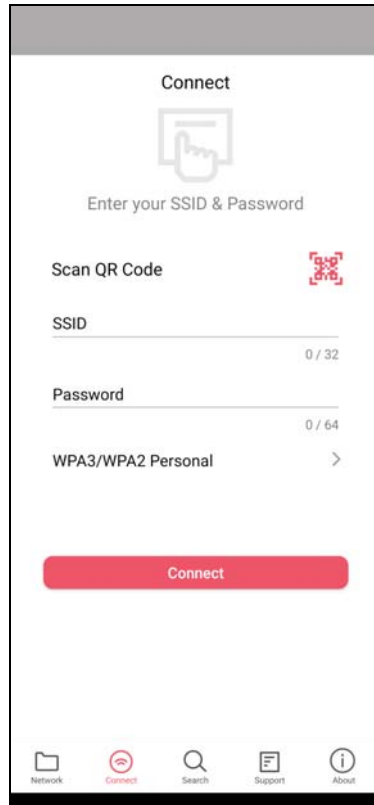 Connect
Enter your SSID & Password
Scan QR Code
SSID
0 / 32
Password
0 / 64
WPA3/WPA2 Personal
Connect
Network Connect Search Support About